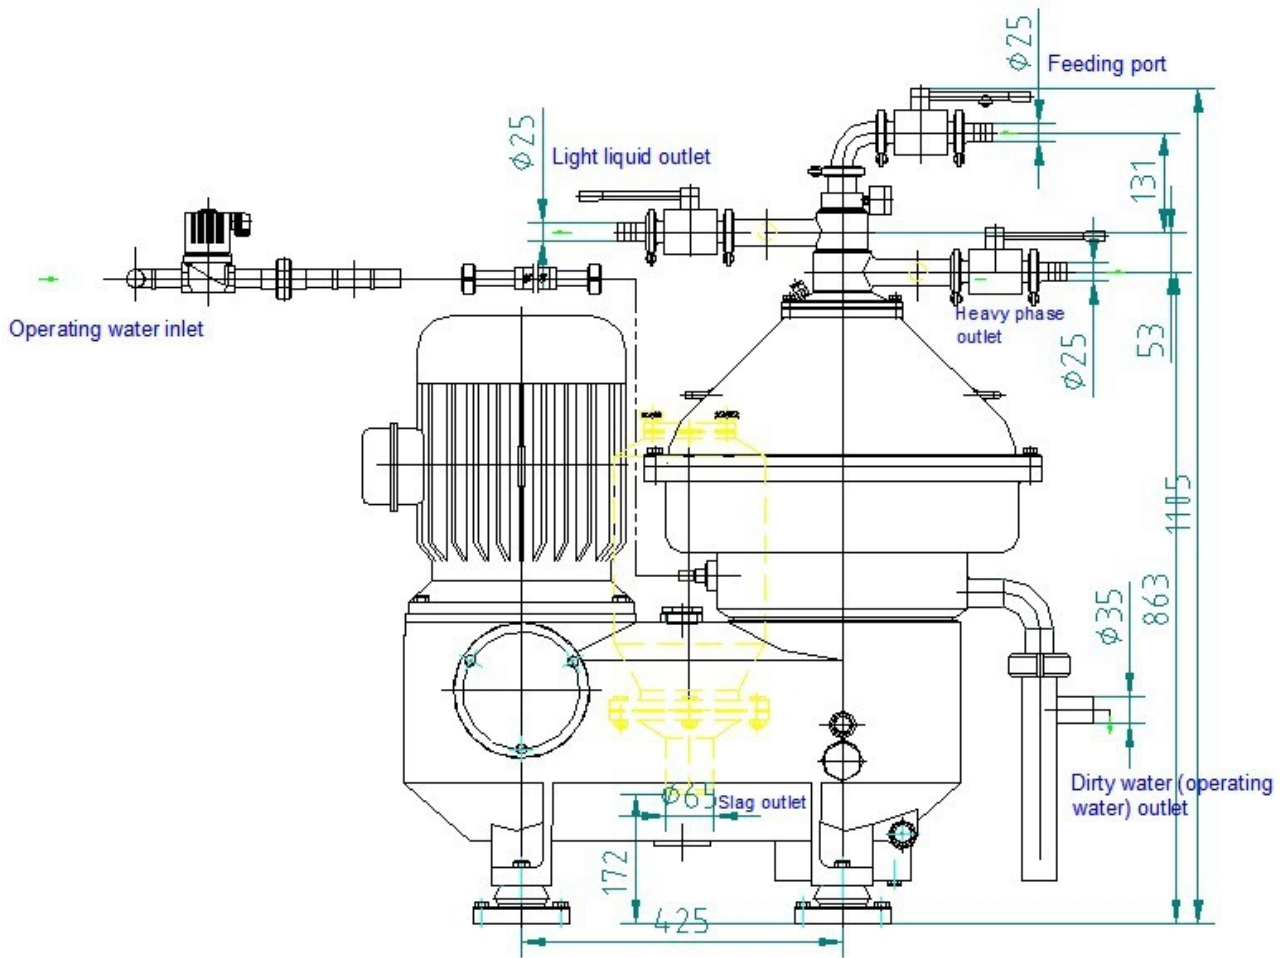 Φ25
Feeding port
Φ25
Light liquid outlet
131
Operating water inlet
Heavy phase
outlet
53
Φ25
1105
863
Φ35
Dirty water (operating
water) outlet
Φ63
Slag outlet
172
425